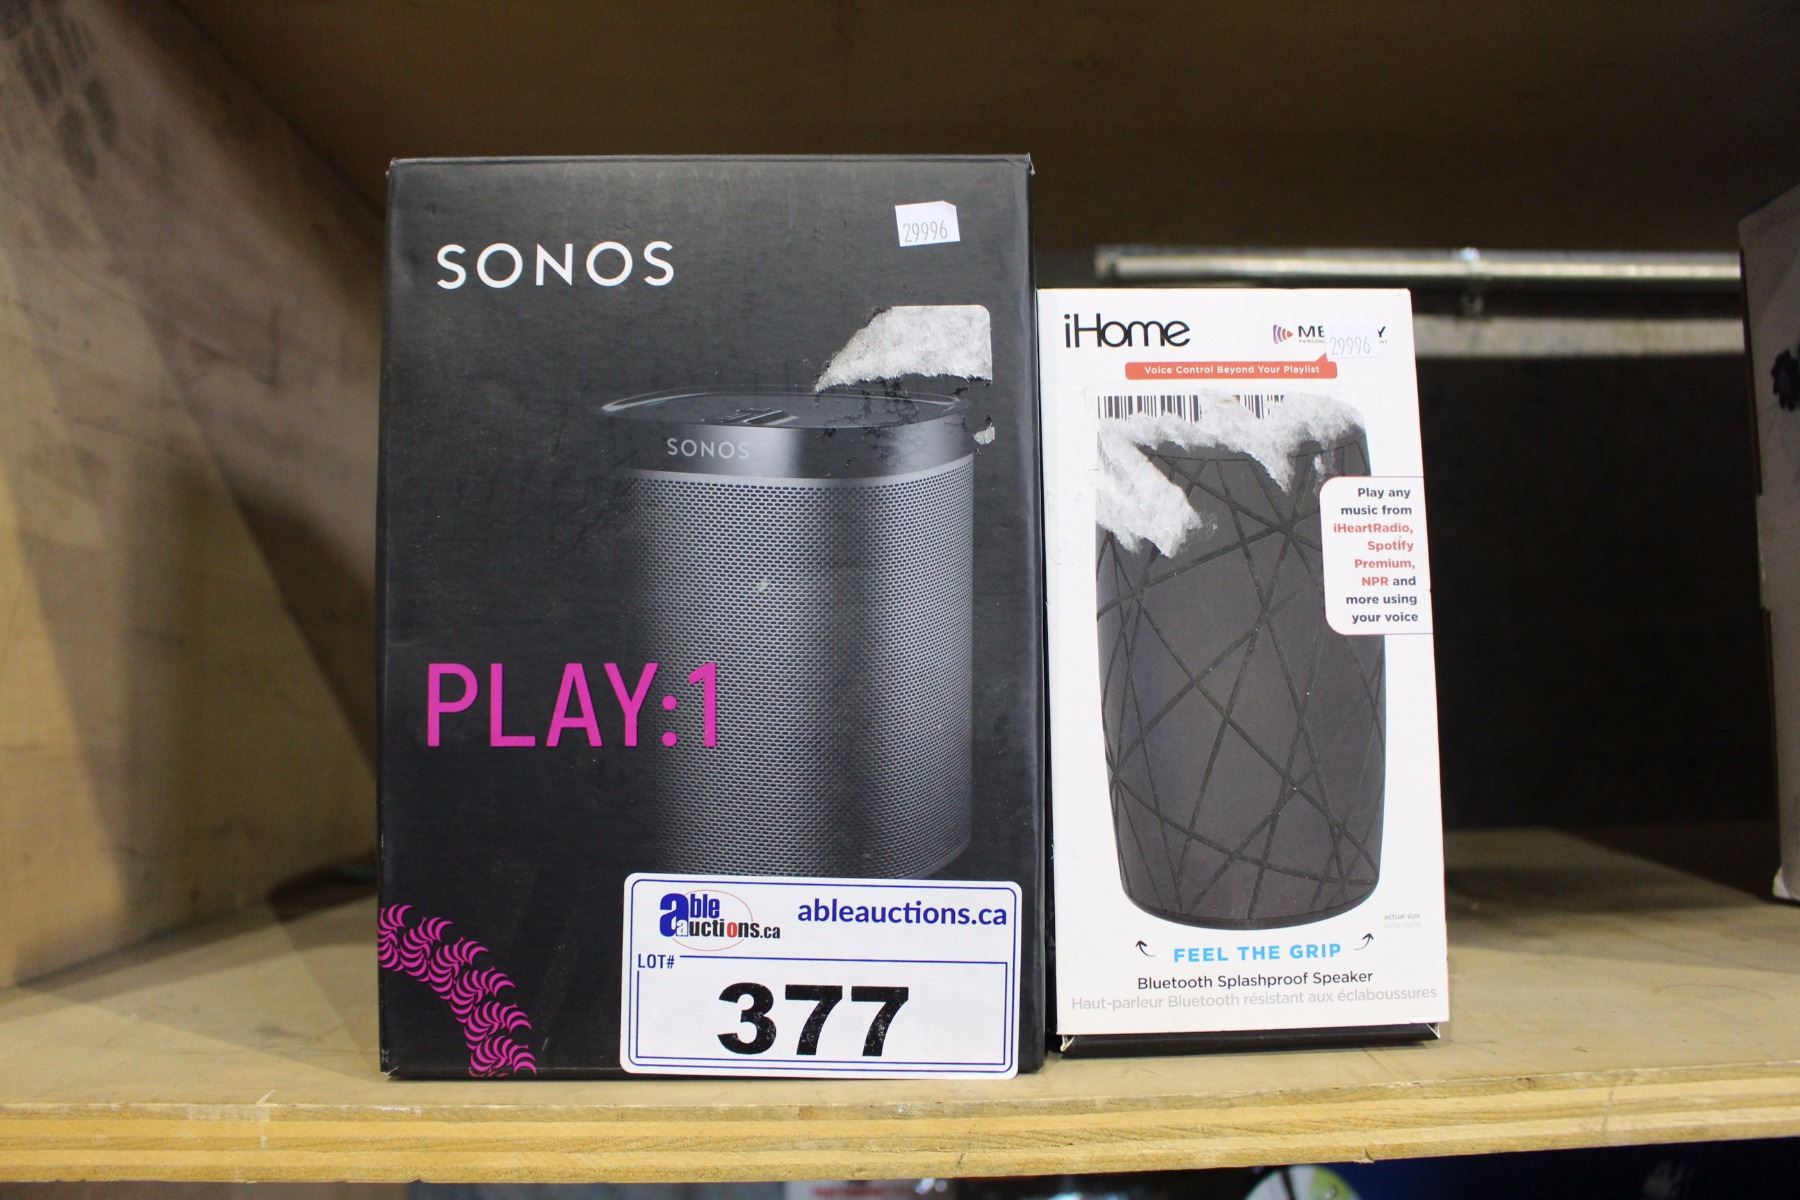 SONOS
29996
SONOS
PLAY:1
able
auctions.ca
ableauctions.ca
LOT#
377
iHome
29996
Voice Control Beyond Your Playlist
Play any
music from
iHeartRadio,
Spotify
Premium,
NPR and
more using
your voice
actual size
FEEL THE GRIP
Bluetooth Splashproof Speaker
Haut-parleur Bluetooth résistant aux éclaboussures